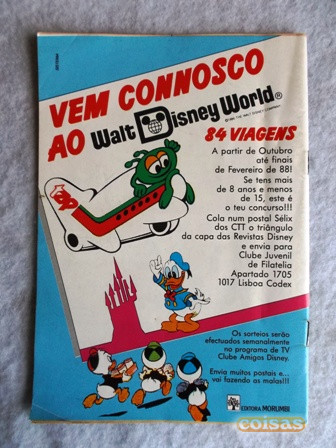 VEM CONNOSCO
AO Walt Disney World®
84 VIAGENS
A partir de Outubro
até finais
de Fevereiro de 88!
Se tens mais
de 8 anos e menos
de 15, este é
o teu concurso!!!
Cola num postal Sélix
dos CTT o triângulo
da capa das Revistas Disney
e envia para
Clube Juvenil
de Filatelia
Apartado 1705
1017 Lisboa Codex
Os sorteios serão
efectuados semanalmente
no programa de TV
Clube Amigos Disney.
Envia muitos postais e...
vai fazendo as malas!!!
EDITORA MORUMBI
coisas